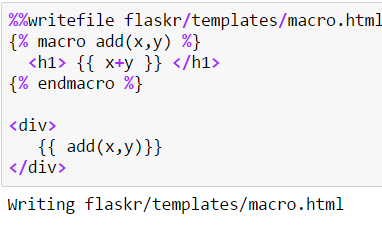 %%writefile flaskr/templates/macro.html
{% macro add(x,y) %}
  <h1> {{ x+y }} </h1>
{% endmacro %}

<div>
   {{ add(x,y)}}
</div>
Writing flaskr/templates/macro.html